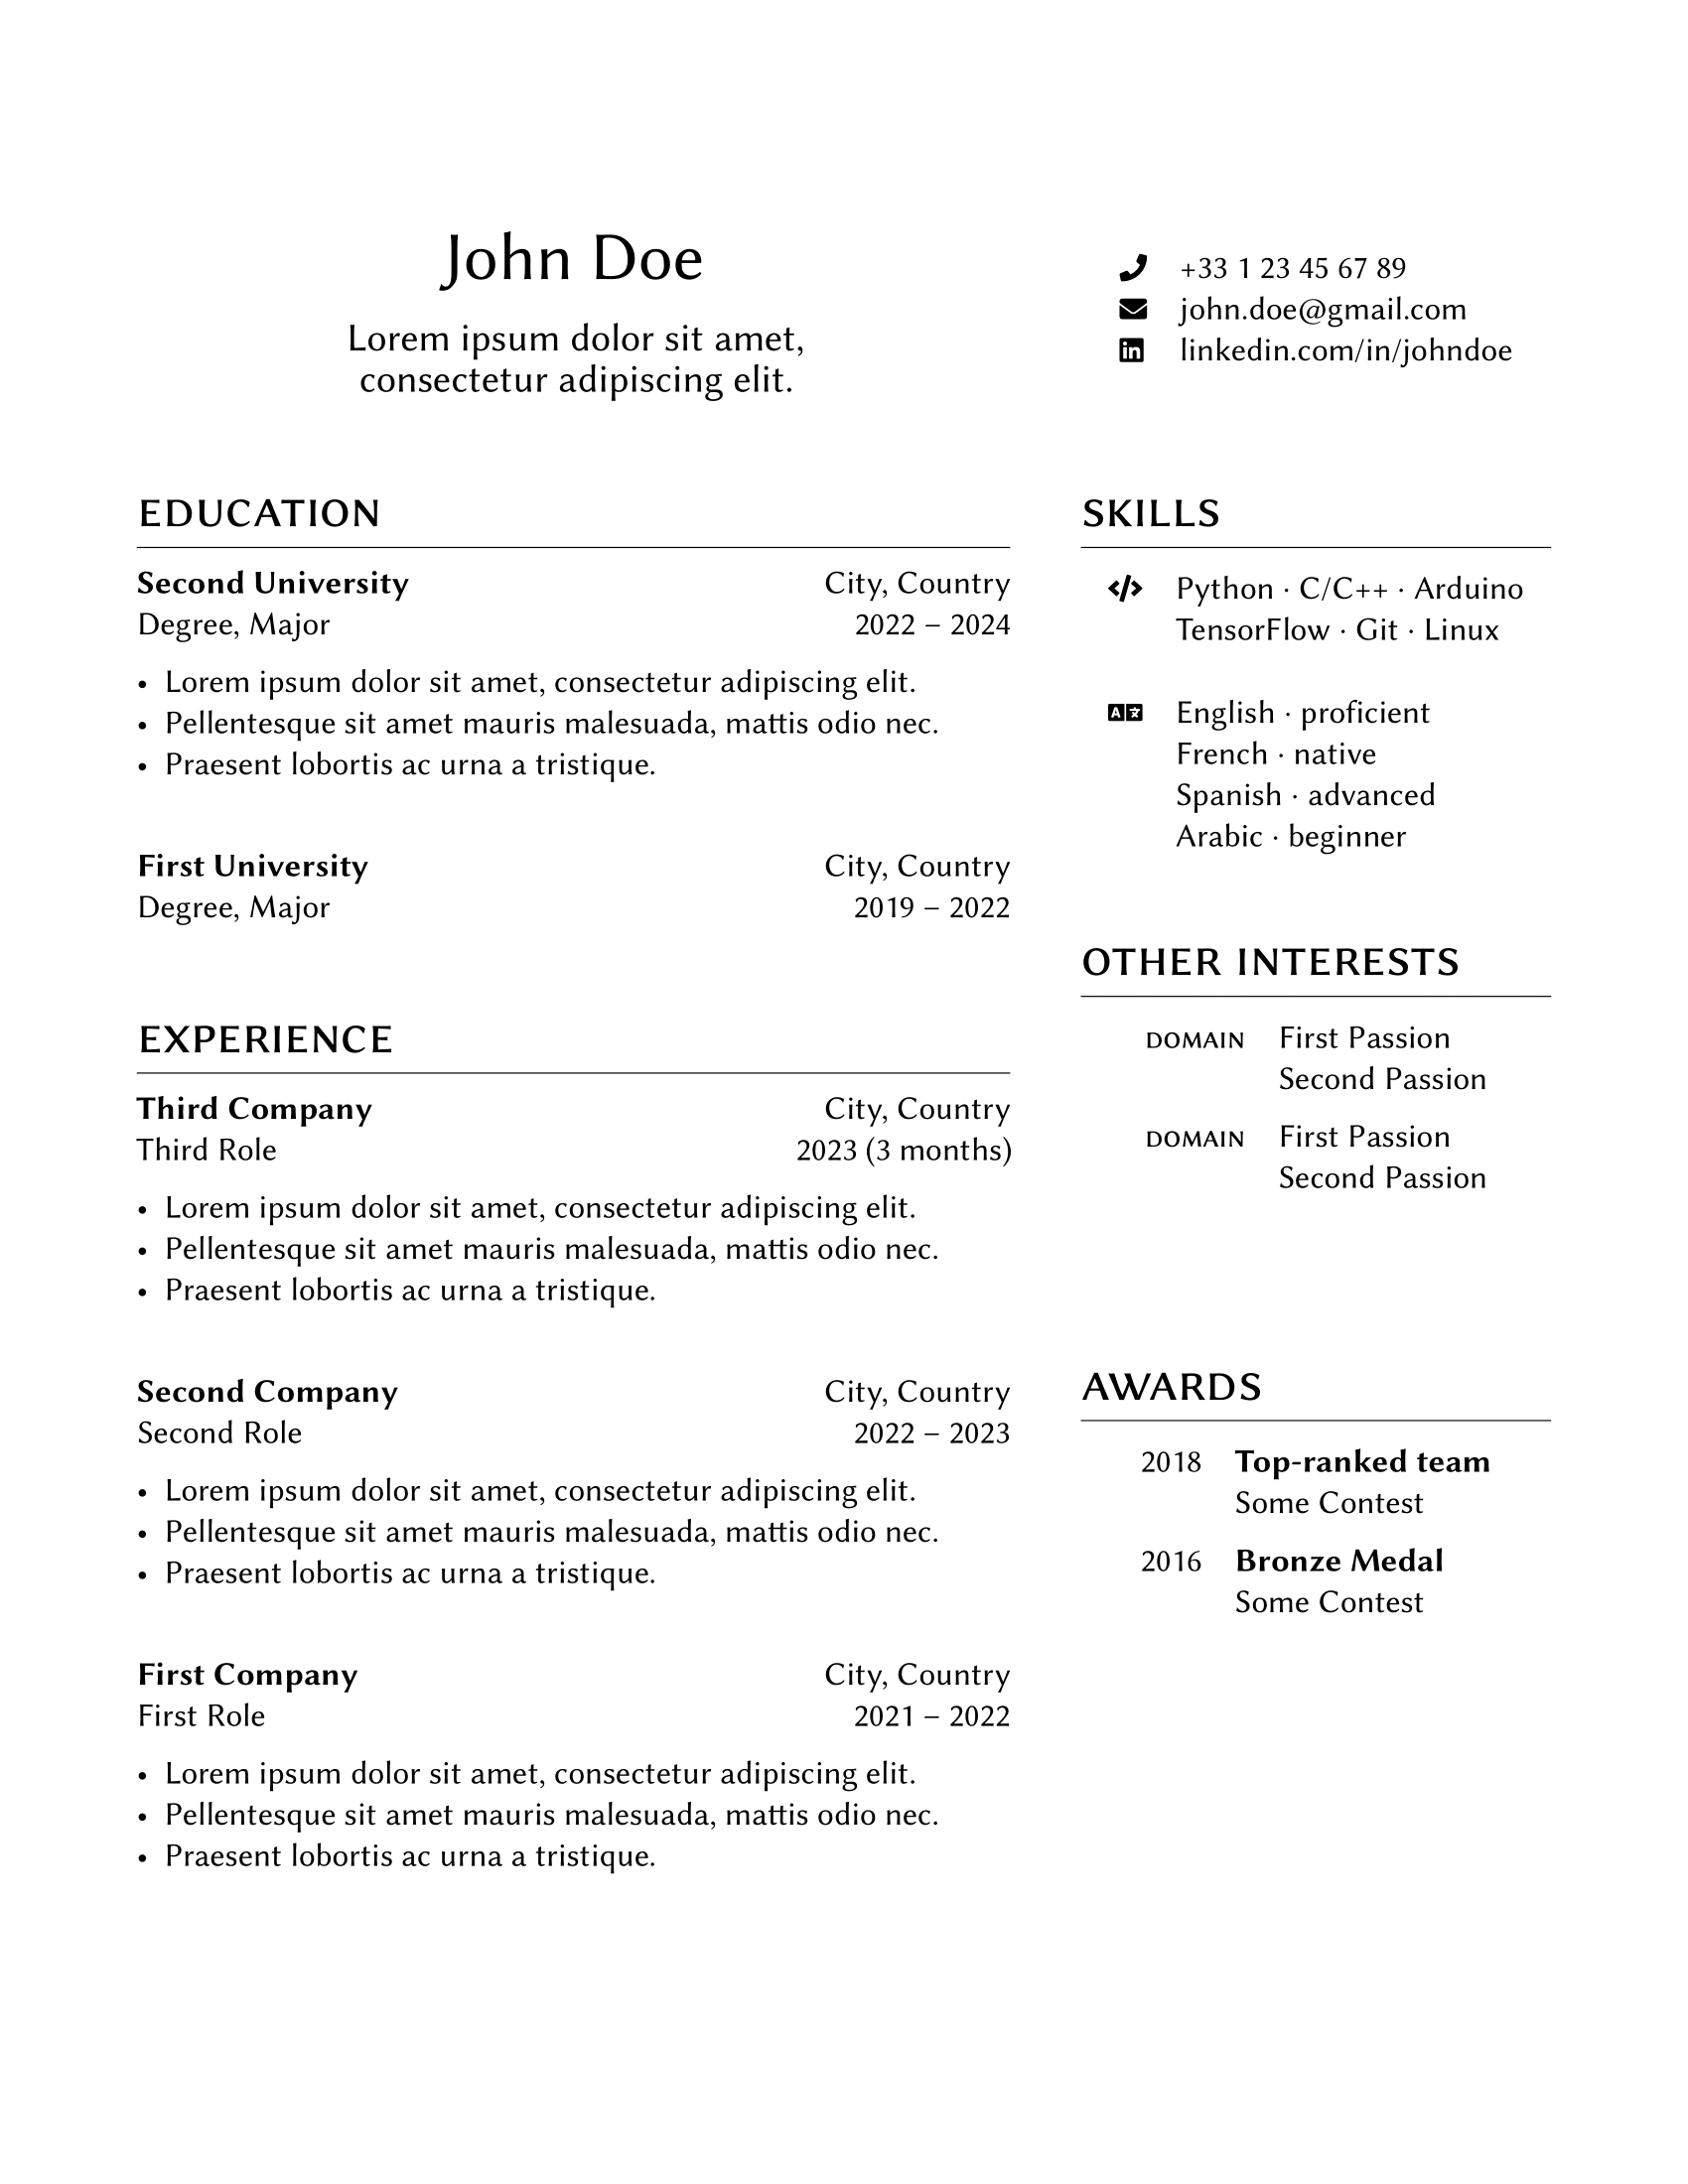 John Doe
Lorem ipsum dolor sit amet,
consectetur adipiscing elit.
+33 1 23 45 67 89
john.doe@gmail.com
linkedin.com/in/johndoe
EDUCATION
Second University City, Country
Degree, Major 2022 – 2024
• Lorem ipsum dolor sit amet, consectetur adipiscing elit.
• Pellentesque sit amet mauris malesuada, mattis odio nec.
• Praesent lobortis ac urna a tristique.
First University City, Country
Degree, Major 2019 – 2022
EXPERIENCE
Third Company City, Country
Third Role 2023 (3 months)
• Lorem ipsum dolor sit amet, consectetur adipiscing elit.
• Pellentesque sit amet mauris malesuada, mattis odio nec.
• Praesent lobortis ac urna a tristique.
Second Company City, Country
Second Role 2022 – 2023
• Lorem ipsum dolor sit amet, consectetur adipiscing elit.
• Pellentesque sit amet mauris malesuada, mattis odio nec.
• Praesent lobortis ac urna a tristique.
First Company City, Country
First Role 2021 – 2022
• Lorem ipsum dolor sit amet, consectetur adipiscing elit.
• Pellentesque sit amet mauris malesuada, mattis odio nec.
• Praesent lobortis ac urna a tristique.
SKILLS
Python · C/C++ · Arduino
TensorFlow · Git · Linux
English · proficient
French · native
Spanish · advanced
Arabic · beginner
OTHER INTERESTS
DOMAIN First Passion
Second Passion
DOMAIN First Passion
Second Passion
AWARDS
2018 Top-ranked team
Some Contest
2016 Bronze Medal
Some Contest